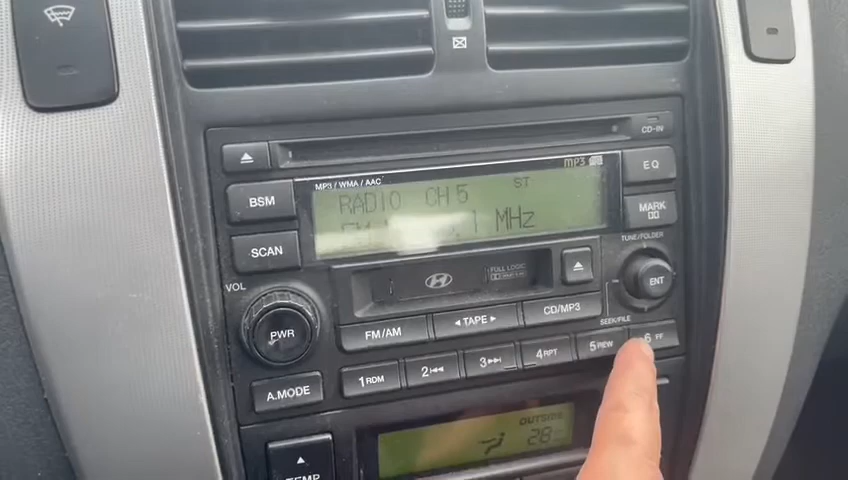 CD-IN
MP3 / WMA / AAC
MP3
EQ
BSM
RADIO CH 5 ST
MHz
MARK
SCAN
TUNE/FOLDER
FULL LOGIC
ENT
VOL
PWR
FM/AM
TAPE
CD/MP3
SEEK/FILE
A.MODE
1 RDM
2
3
4 RPT
5 REW
6 FF
OUTSIDE
28
TEMP